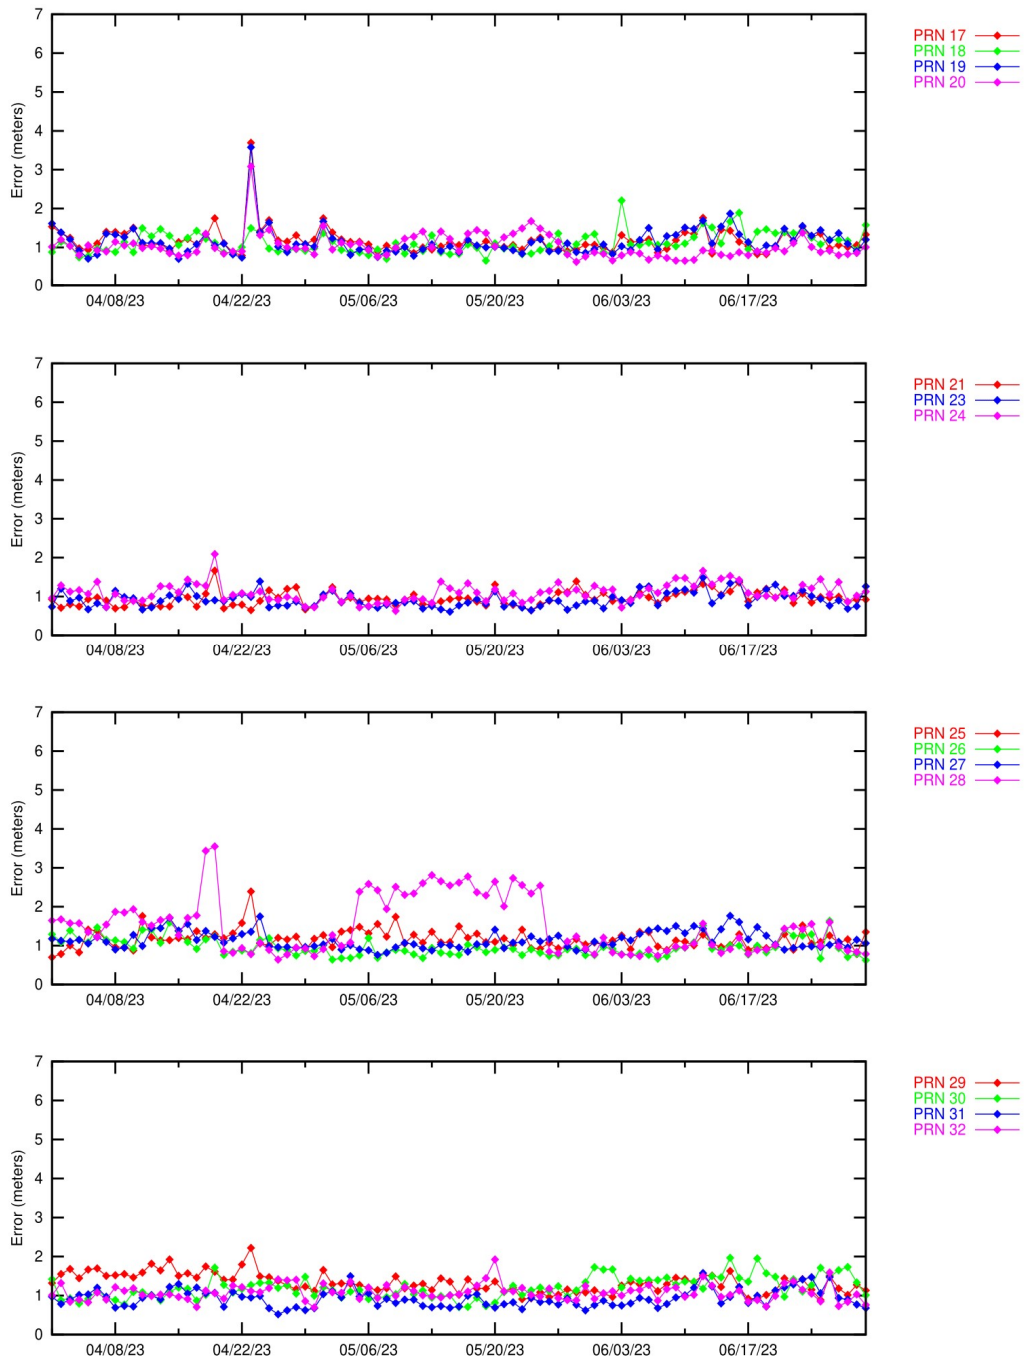 7
6
5
4
3
2
1
0
Error (meters)
04/08/23 04/22/23 05/06/23 05/20/23 06/03/23 06/17/23
PRN 17
PRN 18
PRN 19
PRN 20
7
6
5
4
3
2
1
0
Error (meters)
04/08/23 04/22/23 05/06/23 05/20/23 06/03/23 06/17/23
PRN 21
PRN 23
PRN 24
7
6
5
4
3
2
1
0
Error (meters)
04/08/23 04/22/23 05/06/23 05/20/23 06/03/23 06/17/23
PRN 25
PRN 26
PRN 27
PRN 28
7
6
5
4
3
2
1
0
Error (meters)
04/08/23 04/22/23 05/06/23 05/20/23 06/03/23 06/17/23
PRN 29
PRN 30
PRN 31
PRN 32